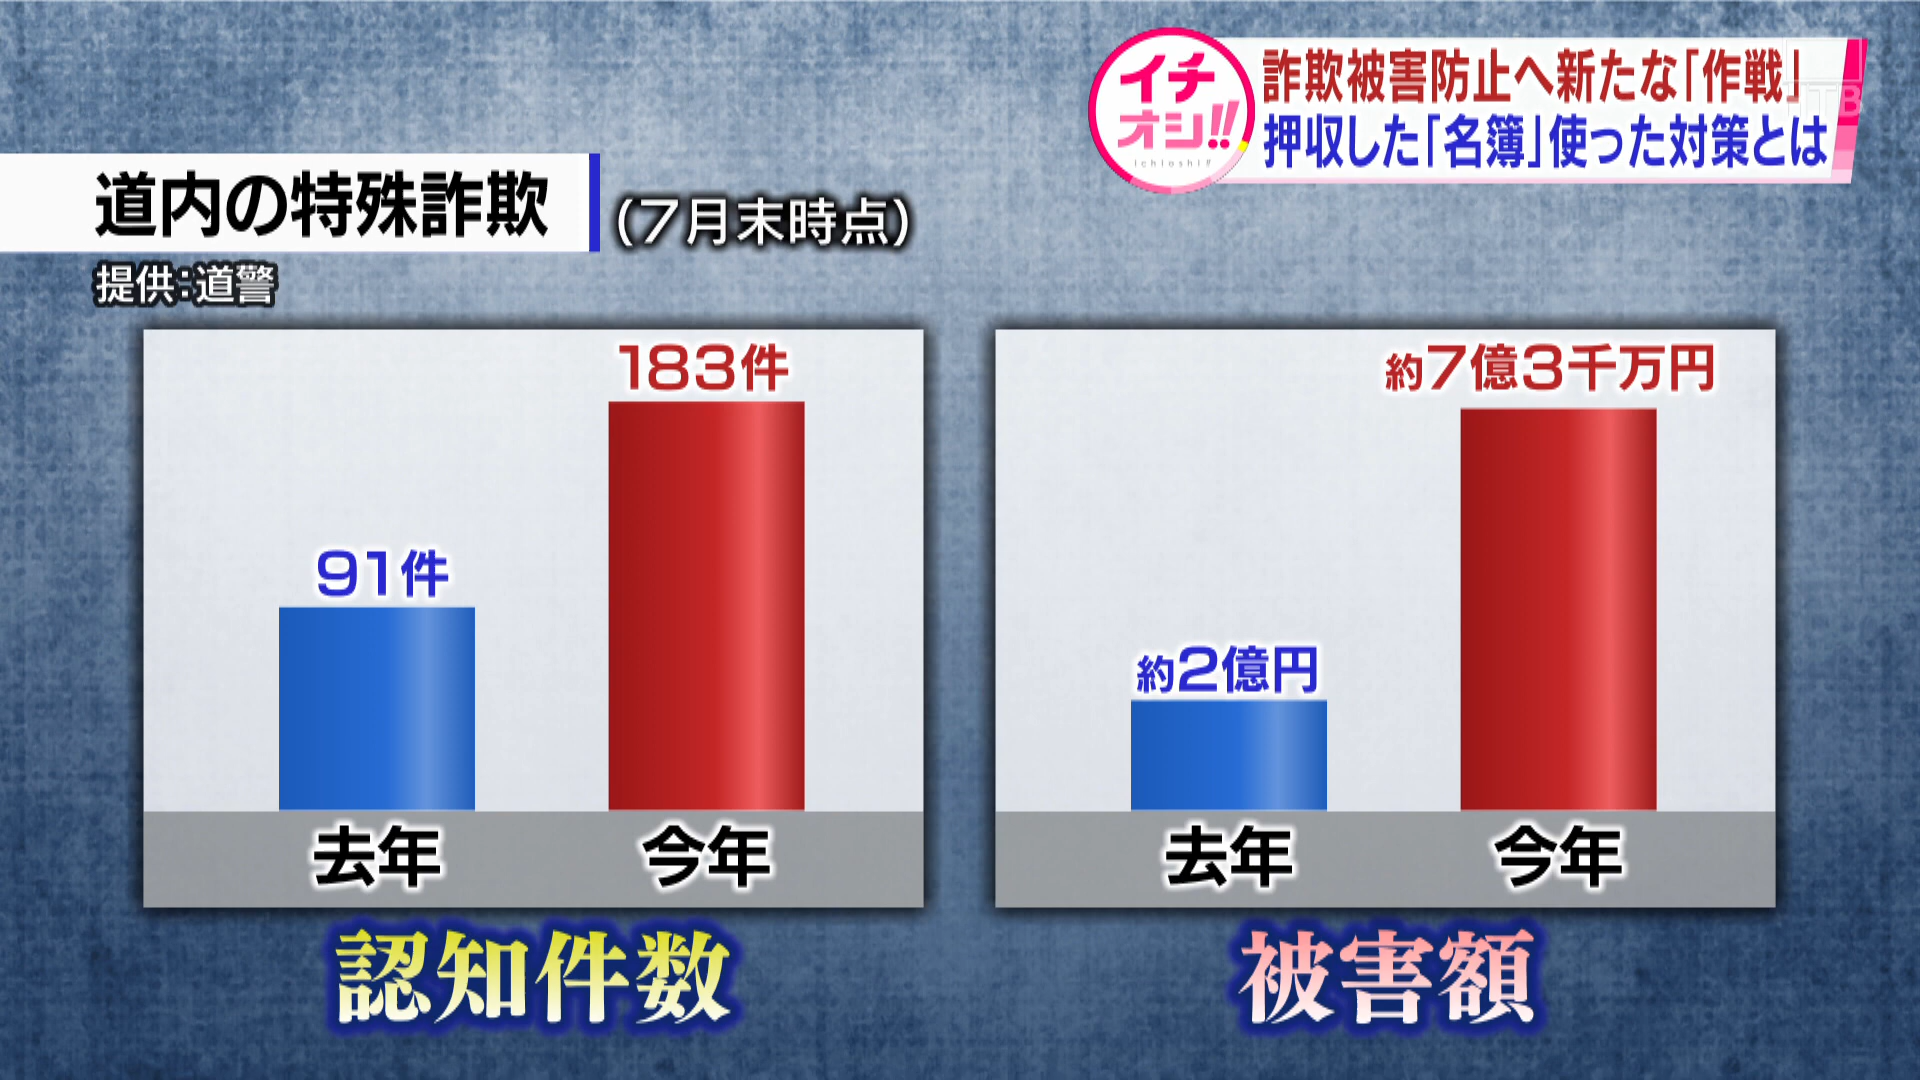 イチ
オシ!!
ichioshi!!
詐欺被害防止へ新たな「作戦」
押収した「名簿」使った対策とは
HTB
道内の特殊詐欺
(7月末時点)
提供:道警
183件
91件
去年
今年
認知件数
約7億3千万円
約2億円
去年
今年
被害額